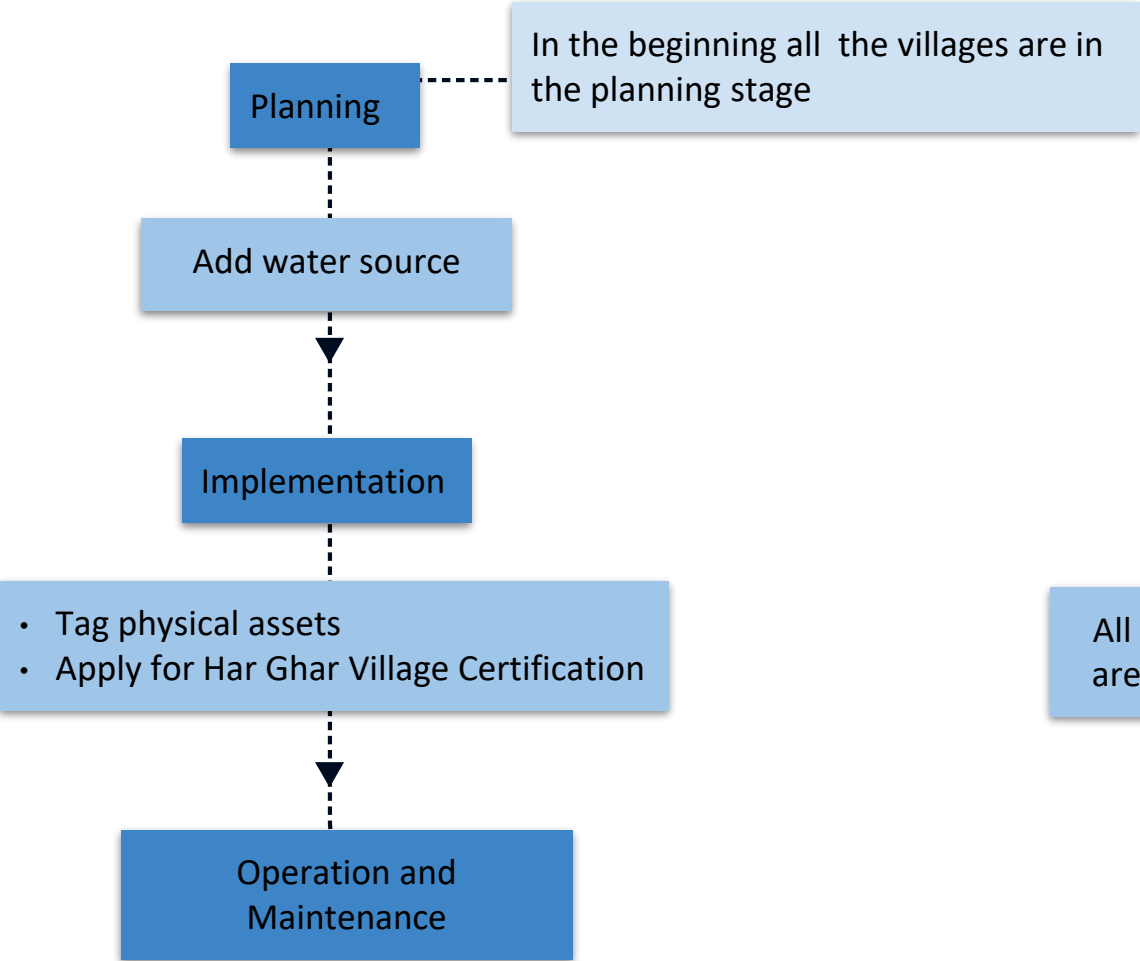 In the beginning all the villages are in
the planning stage
Planning
Add water source
Implementation
• Tag physical assets
• Apply for Har Ghar Village Certification
All
are
Operation and
Maintenance